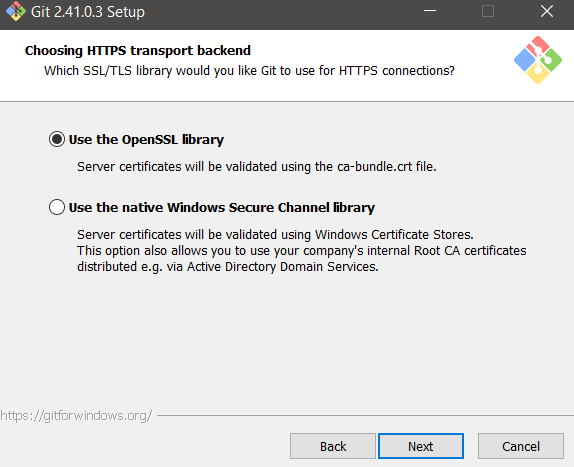 Git 2.41.0.3 Setup
Choosing HTTPS transport backend
Which SSL/TLS library would you like Git to use for HTTPS connections?
Use the OpenSSL library
Server certificates will be validated using the ca-bundle.crt file.
Use the native Windows Secure Channel library
Server certificates will be validated using Windows Certificate Stores.
This option also allows you to use your company's internal Root CA certificates
distributed e.g. via Active Directory Domain Services.
https://gitforwindows.org/
Back
Next
Cancel